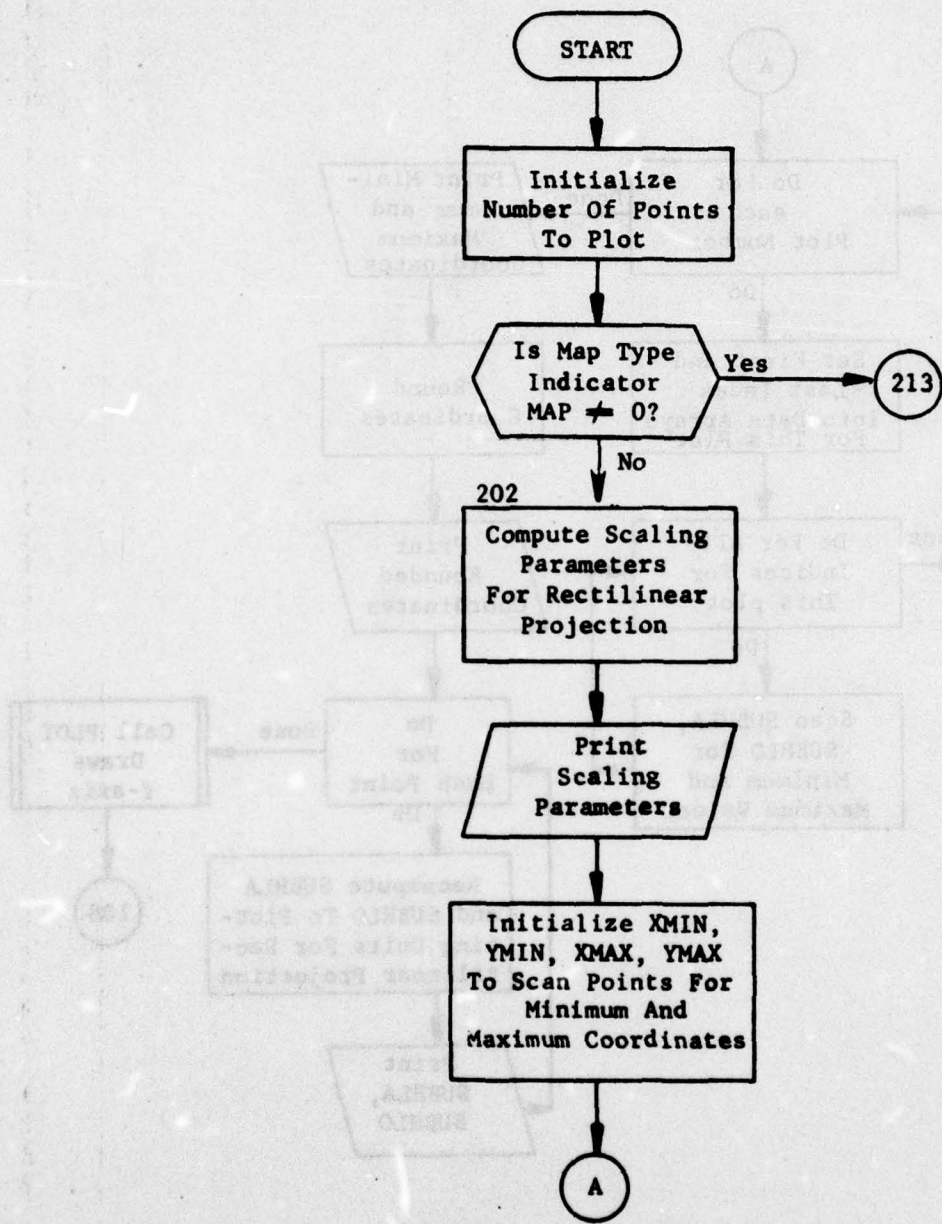 START
Initialize
Number Of Points
To Plot
Is Map Type
Indicator
MAP ≠ 0?
Yes
213
No
202
Compute Scaling
Parameters
For Rectilinear
Projection
Print
Scaling
Parameters
Initialize XMIN,
YMIN, XMAX, YMAX
To Scan Points For
Minimum And
Maximum Coordinates
A